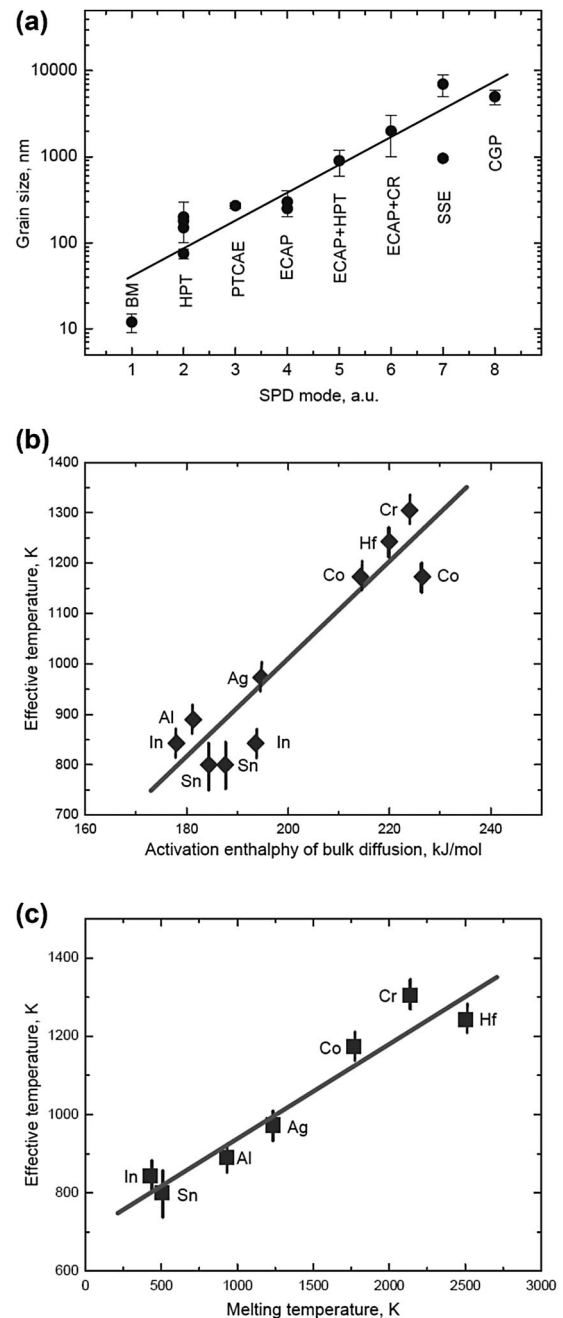 (a)
10000
1000
100
10
Grain size, nm
BM
HPT
PTCAE
ECAP
ECAP+HPT
ECAP+CR
SSE
CGP
1 2 3 4 5 6 7 8
SPD mode, a.u.
(b)
1400
1300
1200
1100
1000
900
800
700
Effective temperature, K
Cr
Hf
Co Co
Ag
Al
In In
Sn Sn
160 180 200 220 240
Activation enthalphy of bulk diffusion, kJ/mol
(c)
1400
1200
1000
800
600
Effective temperature, K
Cr
Hf
Co
Ag
Al
In
Sn
0 500 1000 1500 2000 2500 3000
Melting temperature, K